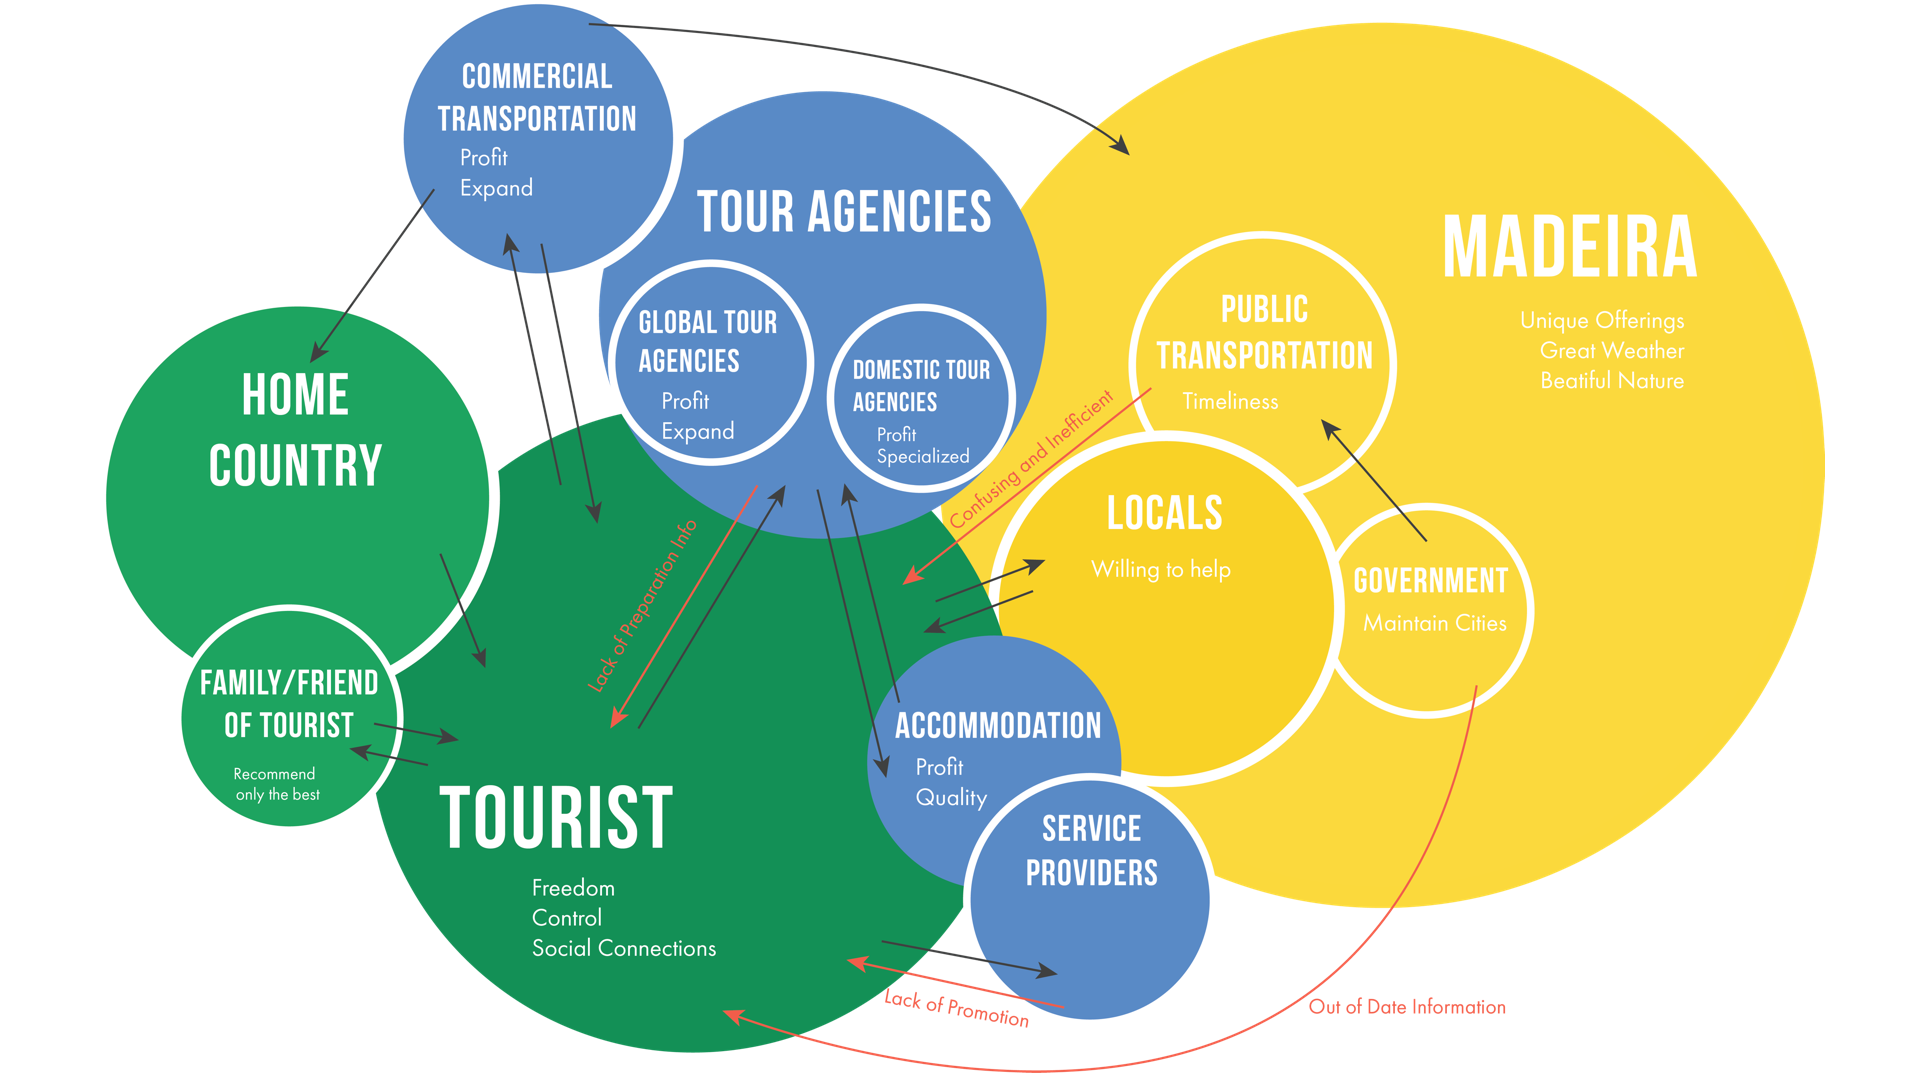 COMMERCIAL
TRANSPORTATION
Profit
Expand
TOUR AGENCIES
GLOBAL TOUR
AGENCIES
Profit
Expand
DOMESTIC TOUR
AGENCIES
Profit
Specialized
MADEIRA
Unique Offerings
Great Weather
Beatiful Nature
PUBLIC
TRANSPORTATION
Timeliness
Confusing and Inefficient
LOCALS
Willing to help
GOVERNMENT
Maintain Cities
HOME
COUNTRY
FAMILY/FRIEND
OF TOURIST
Recommend
only the best
Lack of Preparation Info
TOURIST
Freedom
Control
Social Connections
ACCOMMODATION
Profit
Quality
SERVICE
PROVIDERS
Lack of Promotion
Out of Date Information